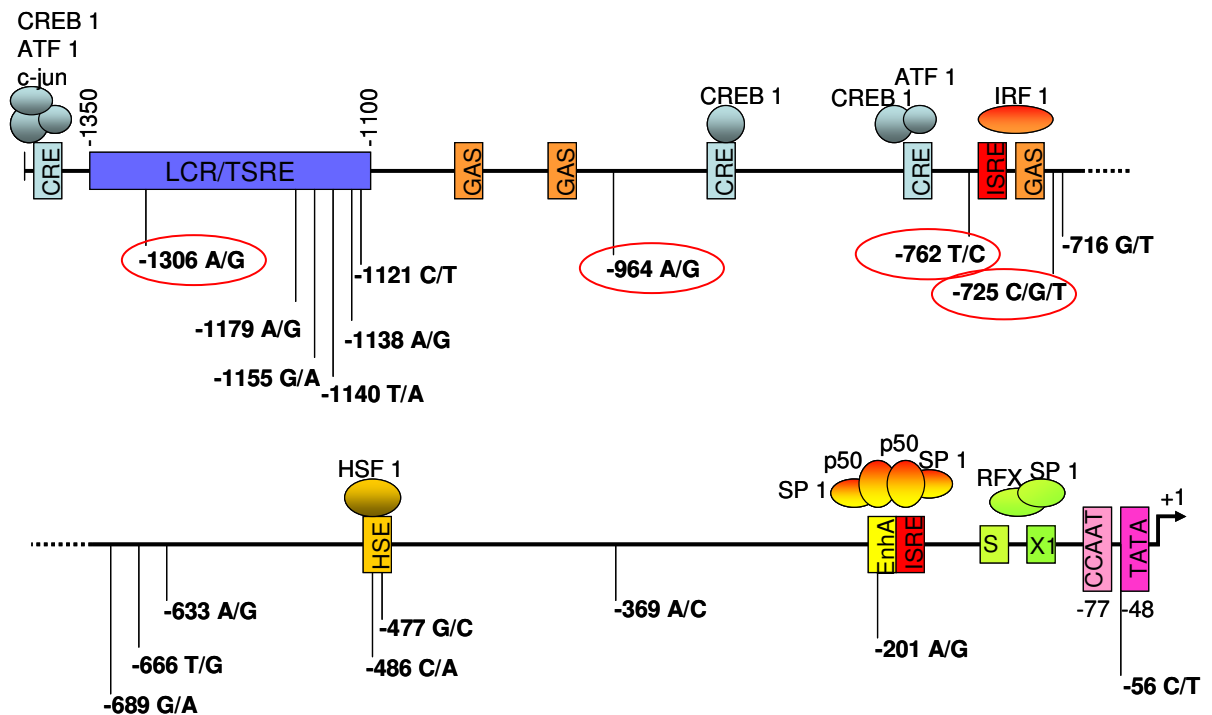 CREB 1
ATF 1
c-jun
-1350
-1100
CREB 1
ATF 1
CREB 1
IRF 1
CRE
LCR/TSRE
GAS
GAS
CRE
CRE
ISRE
GAS
-1306 A/G
-964 A/G
-762 T/C
-716 G/T
-1121 C/T
-725 C/G/T
-1179 A/G
-1138 A/G
-1155 G/A
-1140 T/A
HSF 1
SP 1
p50
p50
SP 1
RFX
SP 1
+1
HSE
EnhA
ISRE
S
X1
CCAAT
TATA
-77
-48
-633 A/G
-477 G/C
-369 A/C
-201 A/G
-666 T/G
-486 C/A
-689 G/A
-56 C/T